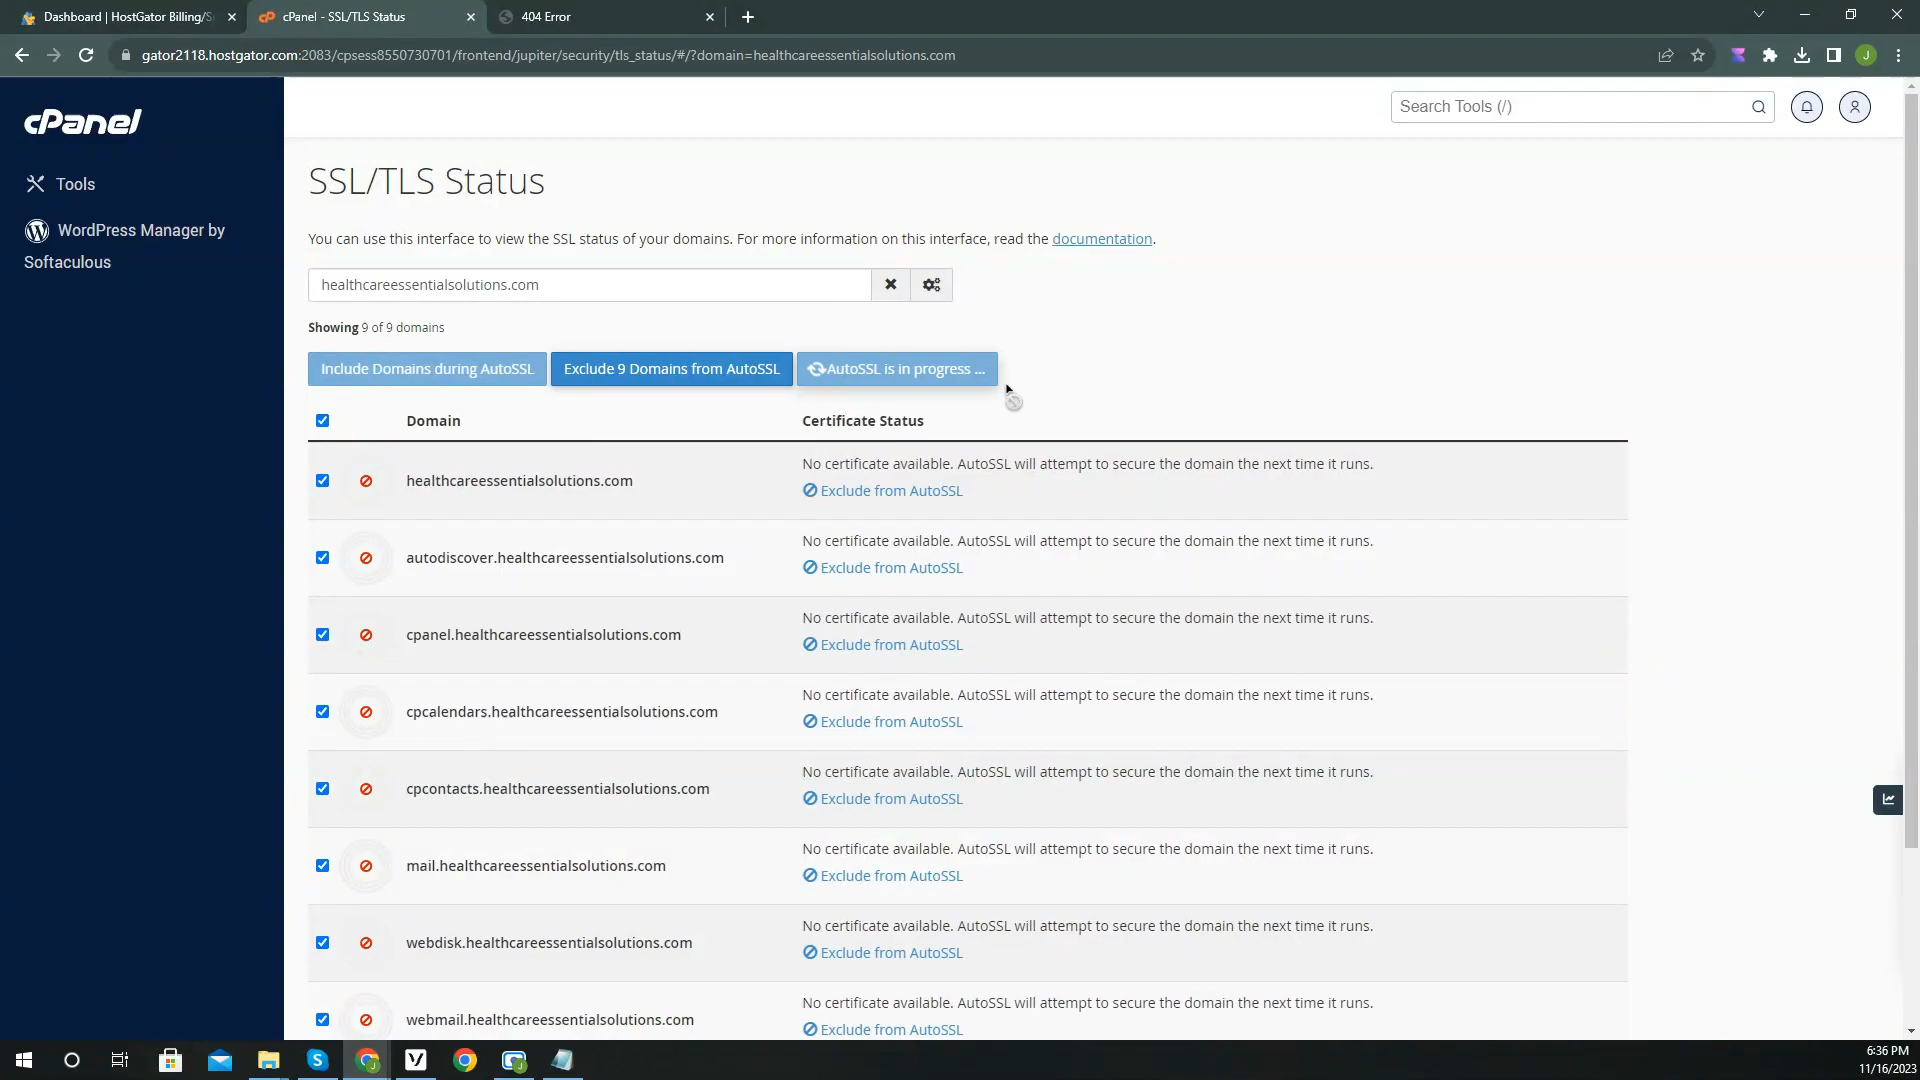 Dashboard | HostGator Billing/S
cPanel - SSL/TLS Status
404 Error
gator2118.hostgator.com:2083/cpsess8550730701/frontend/jupiter/security/tls_status/#/?domain=healthcareessentialsolutions.com
J
cPanel
Search Tools (/)
Tools
WordPress Manager by
Softaculous
SSL/TLS Status
You can use this interface to view the SSL status of your domains. For more information on this interface, read the documentation.
healthcareessentialsolutions.com
Showing 9 of 9 domains
Include Domains during AutoSSL
Exclude 9 Domains from AutoSSL
AutoSSL is in progress ...
Domain
Certificate Status
healthcareessentialsolutions.com
No certificate available. AutoSSL will attempt to secure the domain the next time it runs.
Exclude from AutoSSL
autodiscover.healthcareessentialsolutions.com
No certificate available. AutoSSL will attempt to secure the domain the next time it runs.
Exclude from AutoSSL
cpanel.healthcareessentialsolutions.com
No certificate available. AutoSSL will attempt to secure the domain the next time it runs.
Exclude from AutoSSL
cpcalendars.healthcareessentialsolutions.com
No certificate available. AutoSSL will attempt to secure the domain the next time it runs.
Exclude from AutoSSL
cpcontacts.healthcareessentialsolutions.com
No certificate available. AutoSSL will attempt to secure the domain the next time it runs.
Exclude from AutoSSL
mail.healthcareessentialsolutions.com
No certificate available. AutoSSL will attempt to secure the domain the next time it runs.
Exclude from AutoSSL
webdisk.healthcareessentialsolutions.com
No certificate available. AutoSSL will attempt to secure the domain the next time it runs.
Exclude from AutoSSL
webmail.healthcareessentialsolutions.com
No certificate available. AutoSSL will attempt to secure the domain the next time it runs.
Exclude from AutoSSL
6:36 PM
11/16/2023